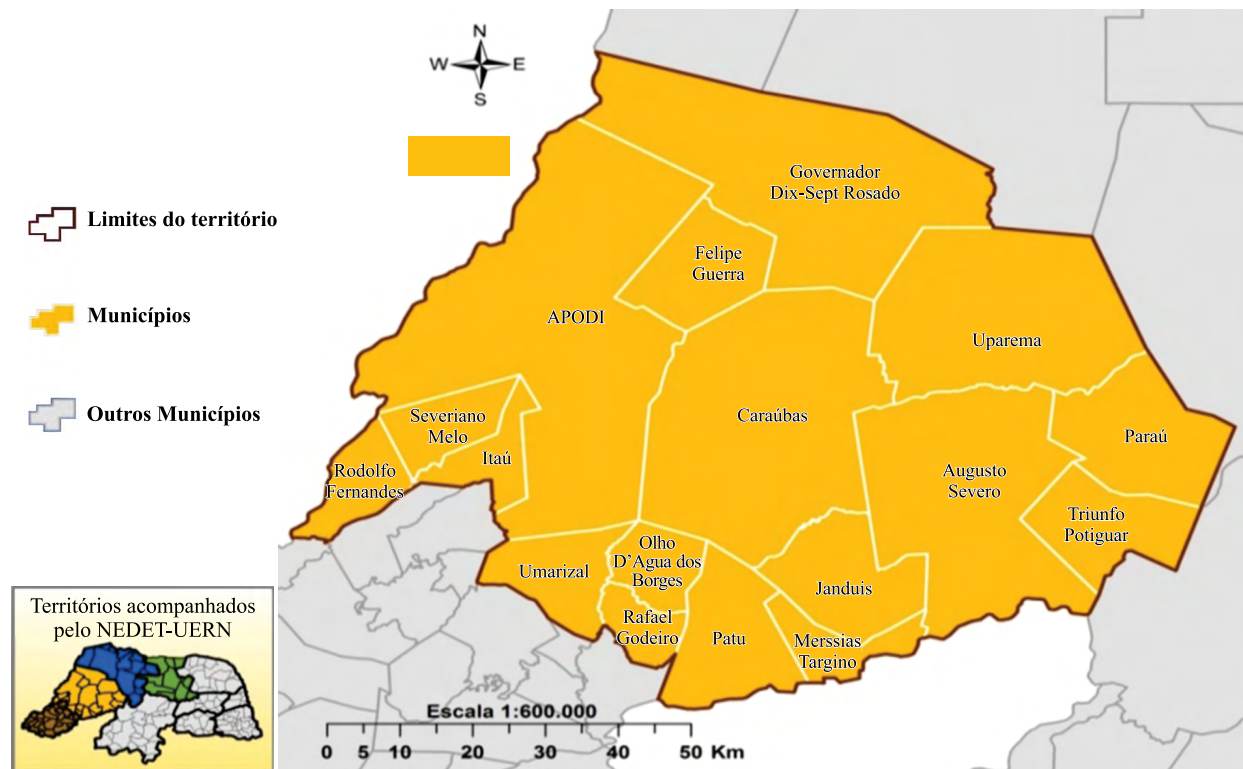 N
W E
S
Limites do território
Municípios
Outros Municípios
Governador
Dix-Sept Rosado
Felipe
Guerra
APODI
Uparema
Severiano
Melo
Caraúbas
Itaú
Rodolfo
Fernandes
Paraú
Augusto
Severo
Triunfo
Potiguar
Olho
D’Agua dos
Borges
Umarizal
Janduis
Rafael
Godeiro
Patu
Merssias
Targino
Territórios acompanhados
pelo NEDET-UERN
Escala 1:600.000
0 5 10 20 30 40 50 Km